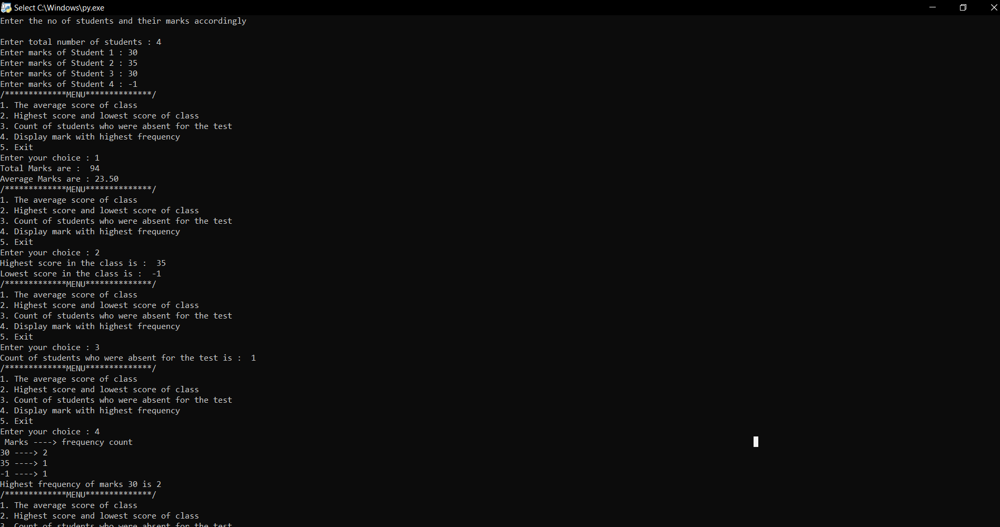 Select C:\Windows\py.exe
Enter the no of students and their marks accordingly
Enter total number of students : 4
Enter marks of Student 1 : 30
Enter marks of Student 2 : 35
Enter marks of Student 3 : 30
Enter marks of Student 4 : -1
/*************MENU**************/
1. The average score of class
2. Highest score and lowest score of class
3. Count of students who were absent for the test
4. Display mark with highest frequency
5. Exit
Enter your choice : 1
Total Marks are :  94
Average Marks are : 23.50
/*************MENU**************/
1. The average score of class
2. Highest score and lowest score of class
3. Count of students who were absent for the test
4. Display mark with highest frequency
5. Exit
Enter your choice : 2
Highest score in the class is :  35
Lowest score in the class is :  -1
/*************MENU**************/
1. The average score of class
2. Highest score and lowest score of class
3. Count of students who were absent for the test
4. Display mark with highest frequency
5. Exit
Enter your choice : 3
Count of students who were absent for the test is :  1
/*************MENU**************/
1. The average score of class
2. Highest score and lowest score of class
3. Count of students who were absent for the test
4. Display mark with highest frequency
5. Exit
Enter your choice : 4
 Marks ----> frequency count
30 ----> 2
35 ----> 1
-1 ----> 1
Highest frequency of marks 30 is 2
/*************MENU**************/
1. The average score of class
2. Highest score and lowest score of class
3. Count of students who were absent for the test